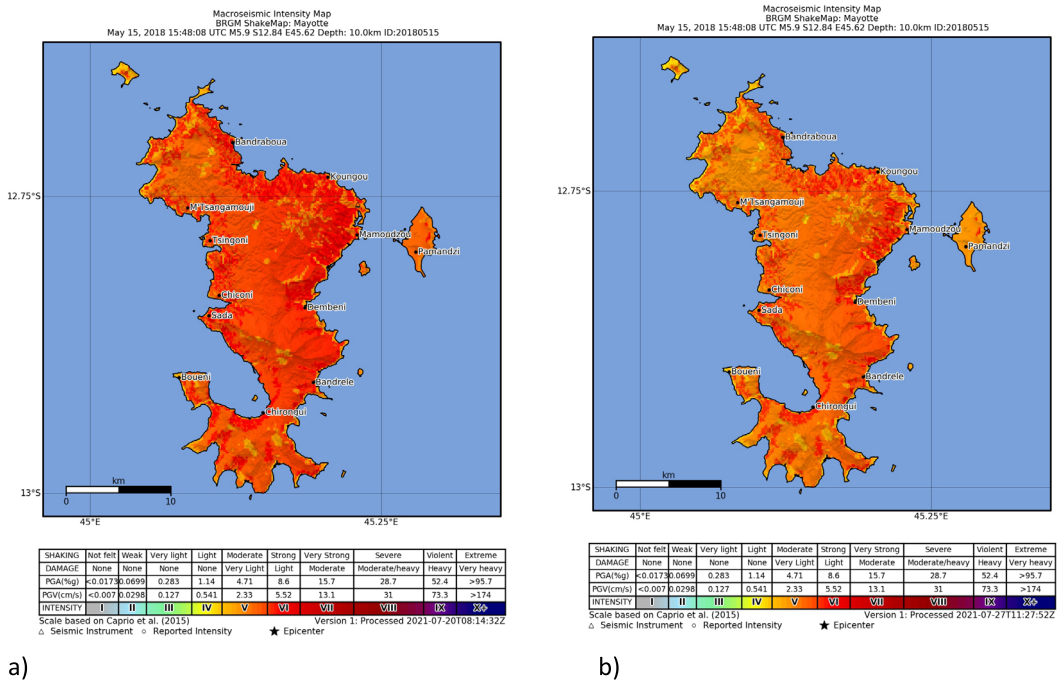 Macroseismic Intensity Map
BRGM ShakeMap: Mayotte
May 15, 2018 15:48:08 UTC M5.9 S12.84 E45.62 Depth: 10.0km ID:20180515
Bandraboua
Koungou
12.75°S
M'Tsangamouji
Mamoudzou
Tsingoni
Pamandzi
Chiconi
Dembeni
Sada
Boueni
Bandrele
Chirongui
km
0 10
13°S
45°E 45.25°E
SHAKING Not felt Weak Very light Light Moderate Strong Very Strong Severe Violent Extreme
DAMAGE None None None None Very Light Light Moderate Moderate/heavy Heavy Very heavy
PGA(%g) <0.0173 0.0699 0.283 1.14 4.71 8.6 15.7 28.7 52.4 >95.7
PGV(cm/s) <0.007 0.0298 0.127 0.541 2.33 5.52 13.1 31 73.3 >174
INTENSITY I II III IV V VI VII VIII IX X+
Scale based on Caprio et al. (2015) Version 1: Processed 2021-07-20T08:14:32Z
△ Seismic Instrument ○ Reported Intensity ★ Epicenter
a)
Macroseismic Intensity Map
BRGM ShakeMap: Mayotte
May 15, 2018 15:48:08 UTC M5.9 S12.84 E45.62 Depth: 10.0km ID:20180515
Bandraboua
Koungou
12.75°S
M'Tsangamouji
Mamoudzou
Tsingoni
Pamandzi
Chiconi
Dembeni
Sada
Boueni
Bandrele
Chirongui
km
0 10
13°S
45°E 45.25°E
SHAKING Not felt Weak Very light Light Moderate Strong Very Strong Severe Violent Extreme
DAMAGE None None None None Very Light Light Moderate Moderate/heavy Heavy Very heavy
PGA(%g) <0.0173 0.0699 0.283 1.14 4.71 8.6 15.7 28.7 52.4 >95.7
PGV(cm/s) <0.007 0.0298 0.127 0.541 2.33 5.52 13.1 31 73.3 >174
INTENSITY I II III IV V VI VII VIII IX X+
Scale based on Caprio et al. (2015) Version 1: Processed 2021-07-27T11:27:52Z
△ Seismic Instrument ○ Reported Intensity ★ Epicenter
b)